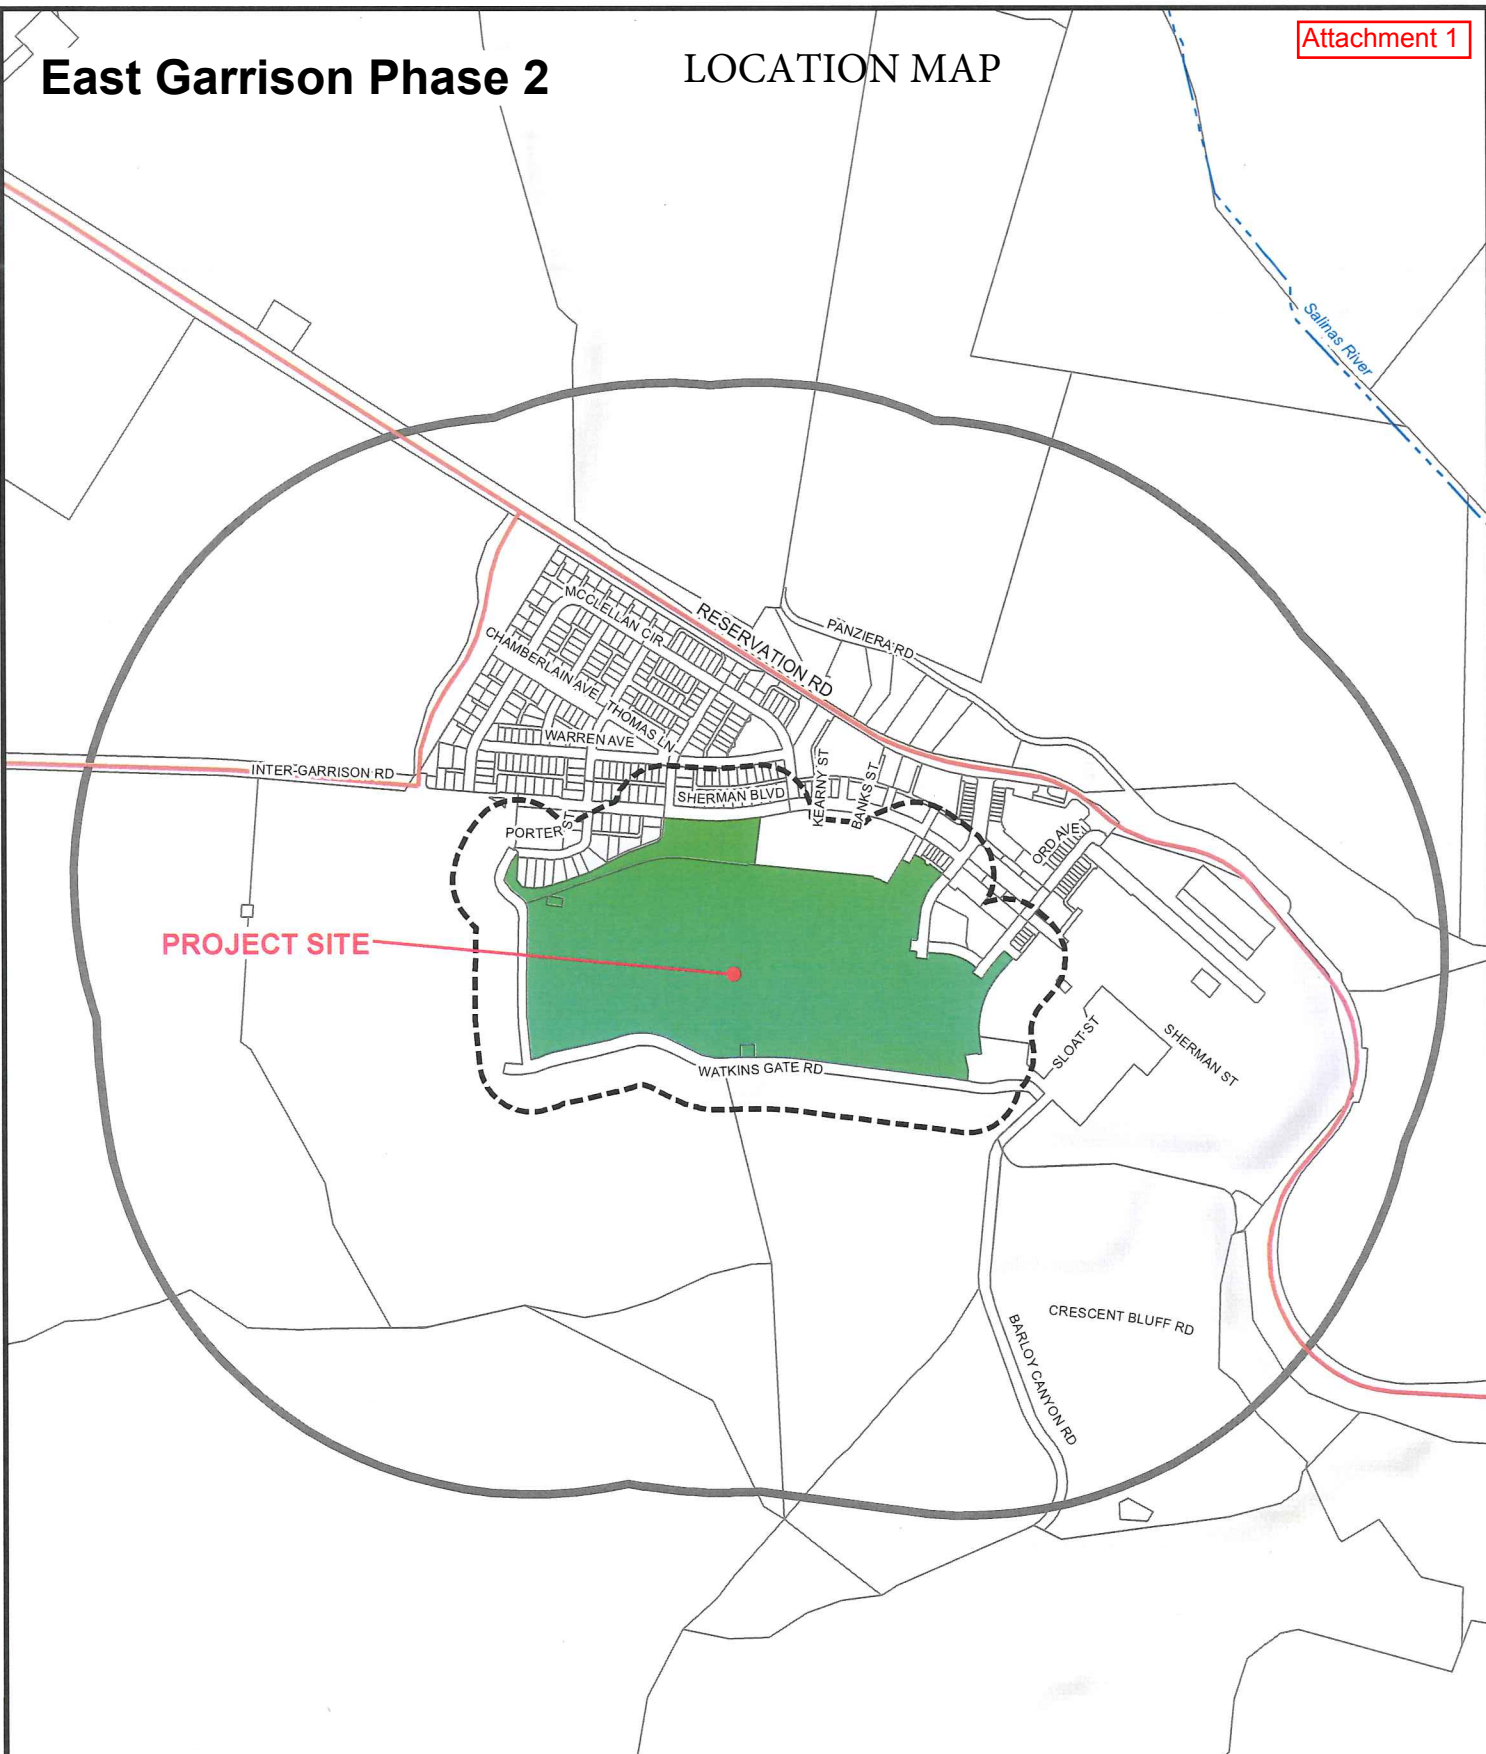 Attachment 1
East Garrison Phase 2
LOCATION MAP
Salinas River
MCCLELLAN CIR
RESERVATION RD
PANZIERA RD
CHAMBERLAIN AVE
THOMAS LN
WARREN AVE
INTER-GARRISON RD
KEARNY ST
BANKS ST
SHERMAN BLVD
PORTER ST
ORD AVE
PROJECT SITE
SLOAT ST
SHERMAN ST
WATKINS GATE RD
CRESCENT BLUFF RD
BARLOY CANYON RD